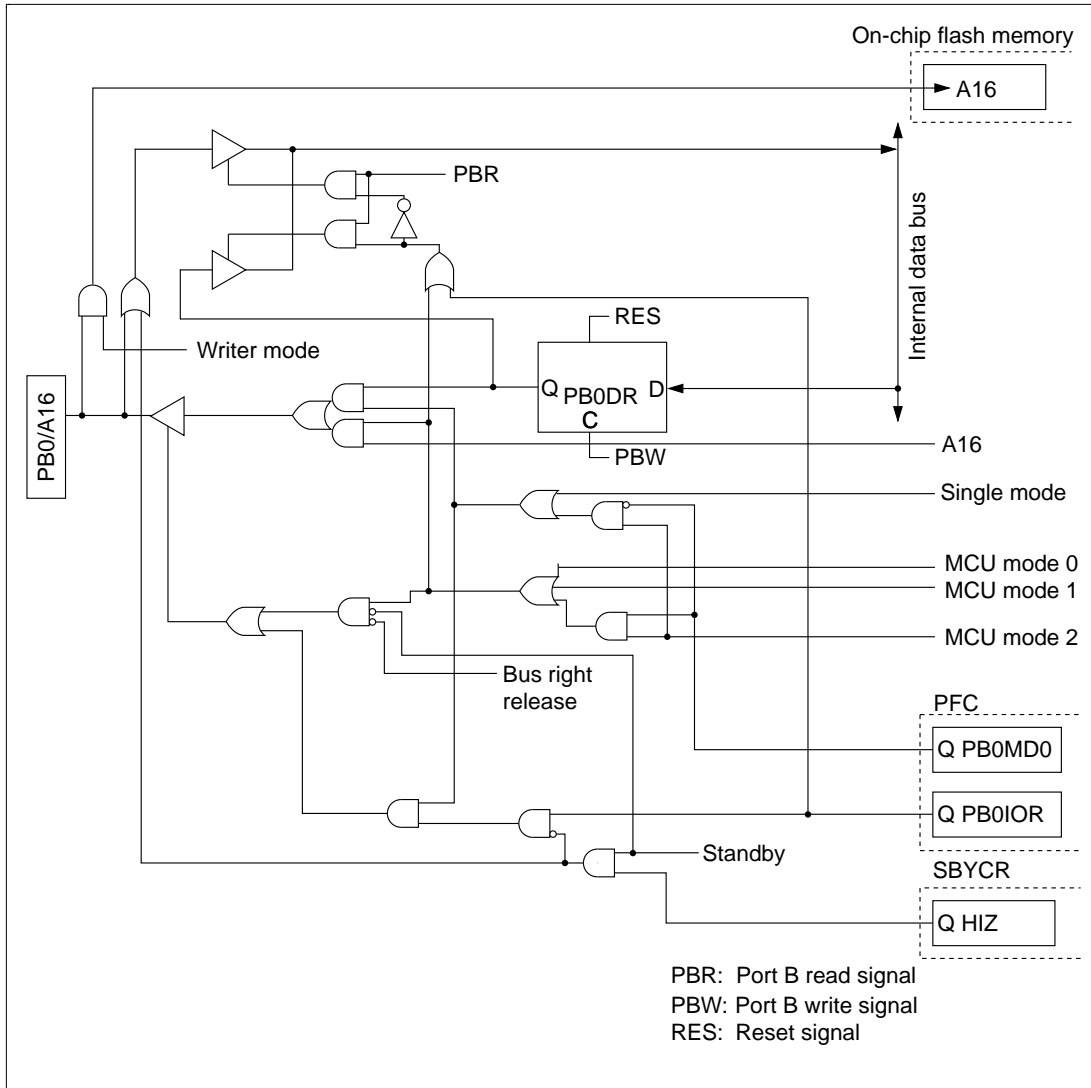 On-chip flash memory
A16
PBR
Internal data bus
RES
Writer mode
Q PB0DR D
C
PB0/A16
A16
PBW
Single mode
MCU mode 0
MCU mode 1
MCU mode 2
Bus right
release
PFC
Q PB0MD0
Q PB0IOR
Standby
SBYCR
Q HIZ
PBR: Port B read signal
PBW: Port B write signal
RES: Reset signal